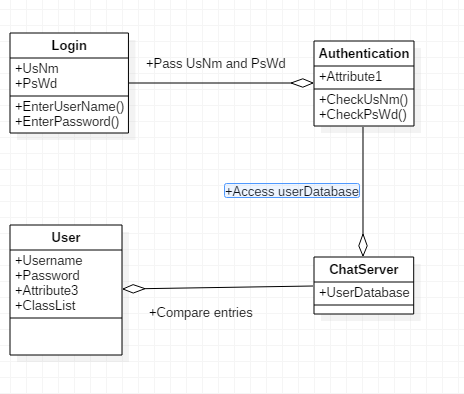 Login
+UsNm
+PsWd
+EnterUserName()
+EnterPassword()
+Pass UsNm and PsWd
Authentication
+Attribute1
+CheckUsNm()
+CheckPsWd()
+Access userDatabase
User
+Username
+Password
+Attribute3
+ClassList
+Compare entries
ChatServer
+UserDatabase